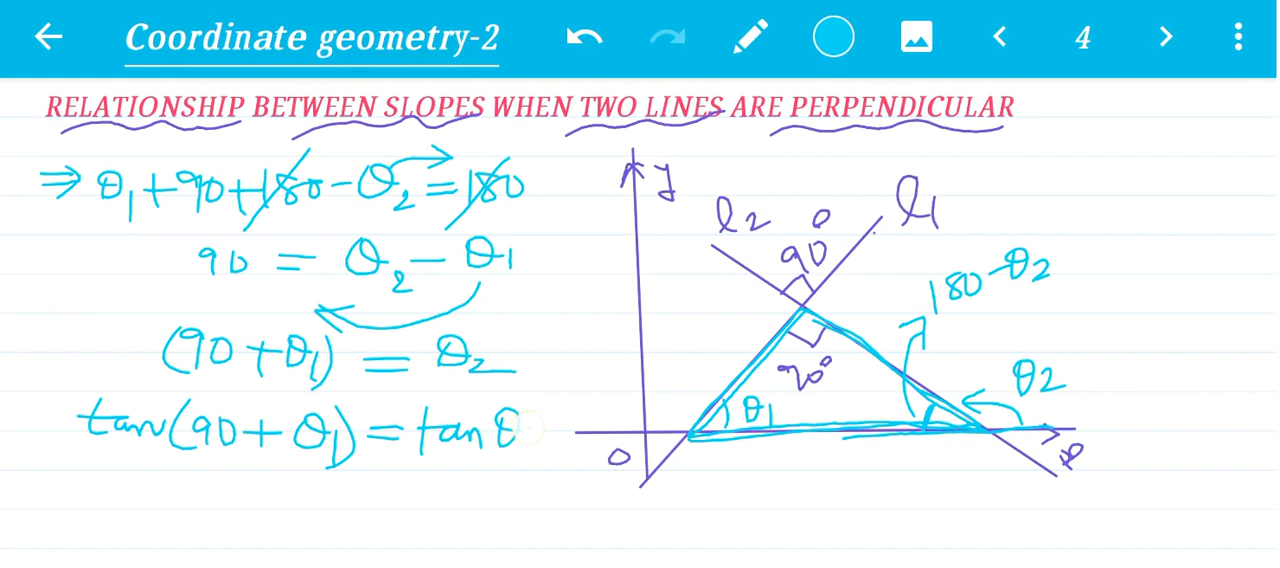 Coordinate geometry-2
4
RELATIONSHIP BETWEEN SLOPES WHEN TWO LINES ARE PERPENDICULAR
⇒ θ₁+90+180-θ₂=180
90 = θ₂-θ₁
(90+θ₁) = θ₂
tan(90+θ₁)=tan θ
y
l₂
90°
l₁
180-θ₂
90°
θ₂
θ₁
O